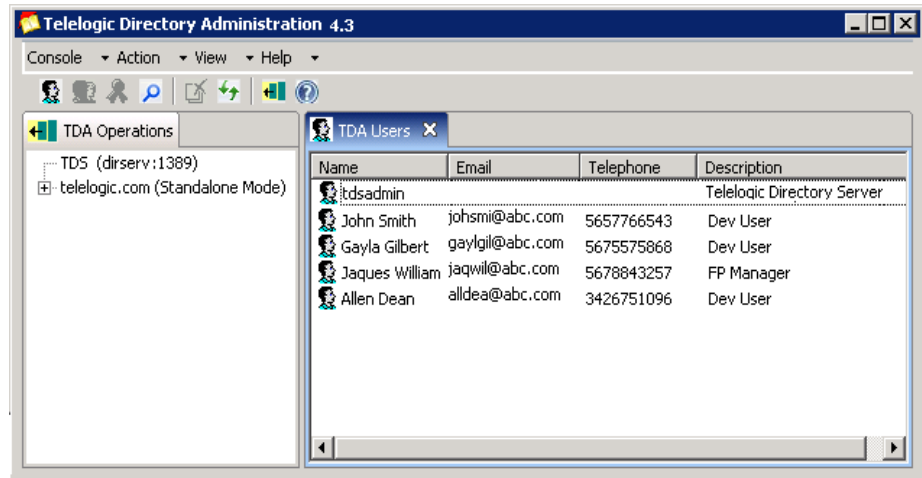 Telelogic Directory Administration 4.3
Console Action View Help
TDA Operations
TDS (dirserv:1389)
telelogic.com (Standalone Mode)
TDA Users
Name Email Telephone Description
tdsadmin Telelogic Directory Server
John Smith johsmi@abc.com 5657766543 Dev User
Gayla Gilbert gaylgil@abc.com 5675575868 Dev User
Jaques William jaqwil@abc.com 5678843257 FP Manager
Allen Dean alldea@abc.com 3426751096 Dev User